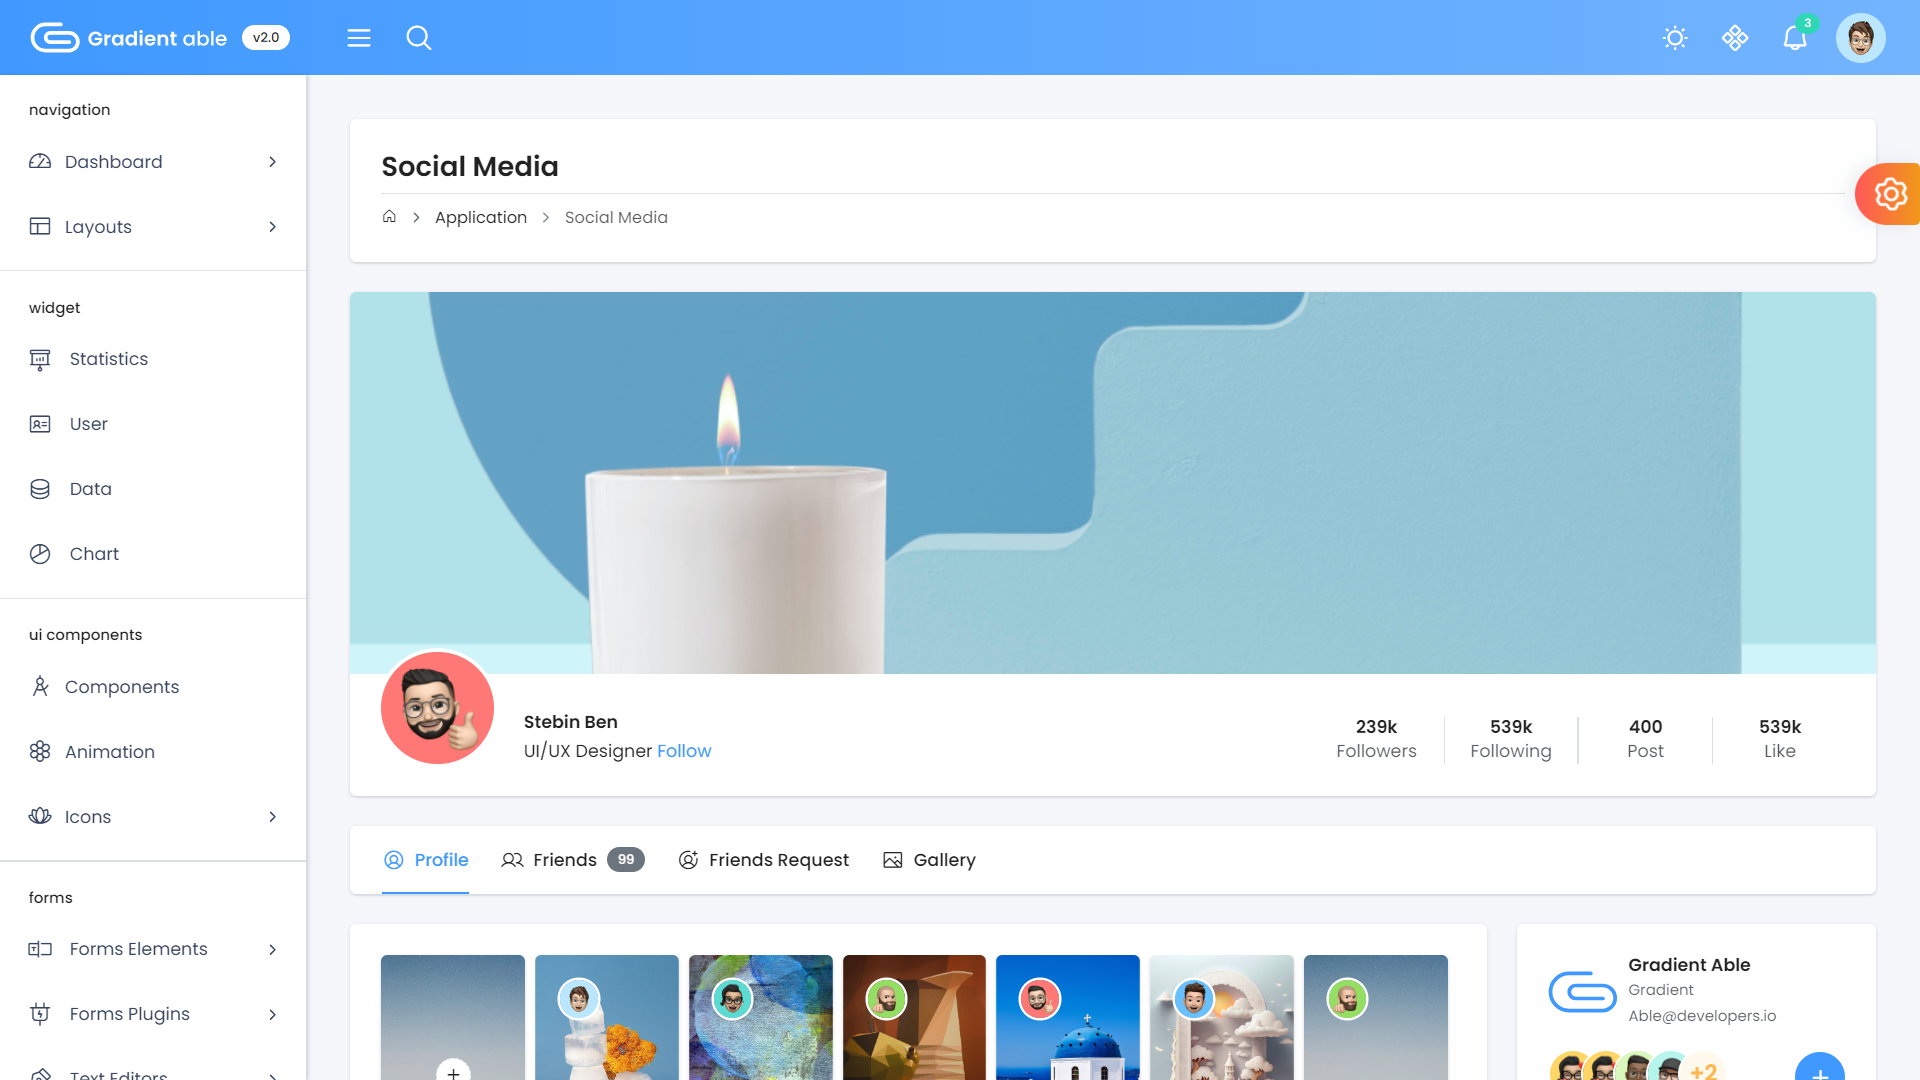 Gradient able v2.0
3
navigation
Dashboard
Layouts
widget
Statistics
User
Data
Chart
ui components
Components
Animation
Icons
forms
Forms Elements
Forms Plugins
Text Editors
Social Media
Application
Social Media
Stebin Ben
UI/UX Designer Follow
239k
Followers
539k
Following
400
Post
539k
Like
Profile
Friends 99
Friends Request
Gallery
Gradient Able
Gradient
Able@developers.io
+2